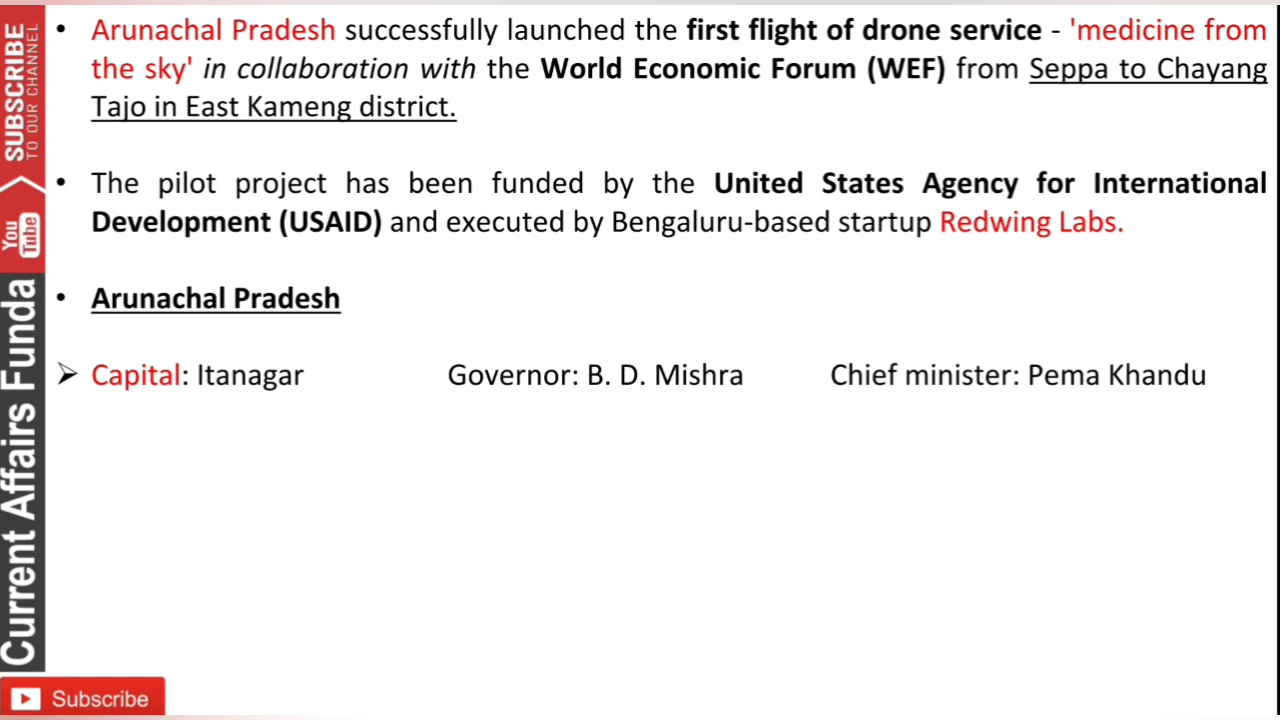 • Arunachal Pradesh successfully launched the first flight of drone service - 'medicine from
the sky' in collaboration with the World Economic Forum (WEF) from Seppa to Chayang
Tajo in East Kameng district.
• The pilot project has been funded by the United States Agency for International
Development (USAID) and executed by Bengaluru-based startup Redwing Labs.
• Arunachal Pradesh
➢ Capital: Itanagar Governor: B. D. Mishra Chief minister: Pema Khandu
SUBSCRIBE
TO OUR CHANNEL
You
Tube
Current Affairs Funda
Subscribe